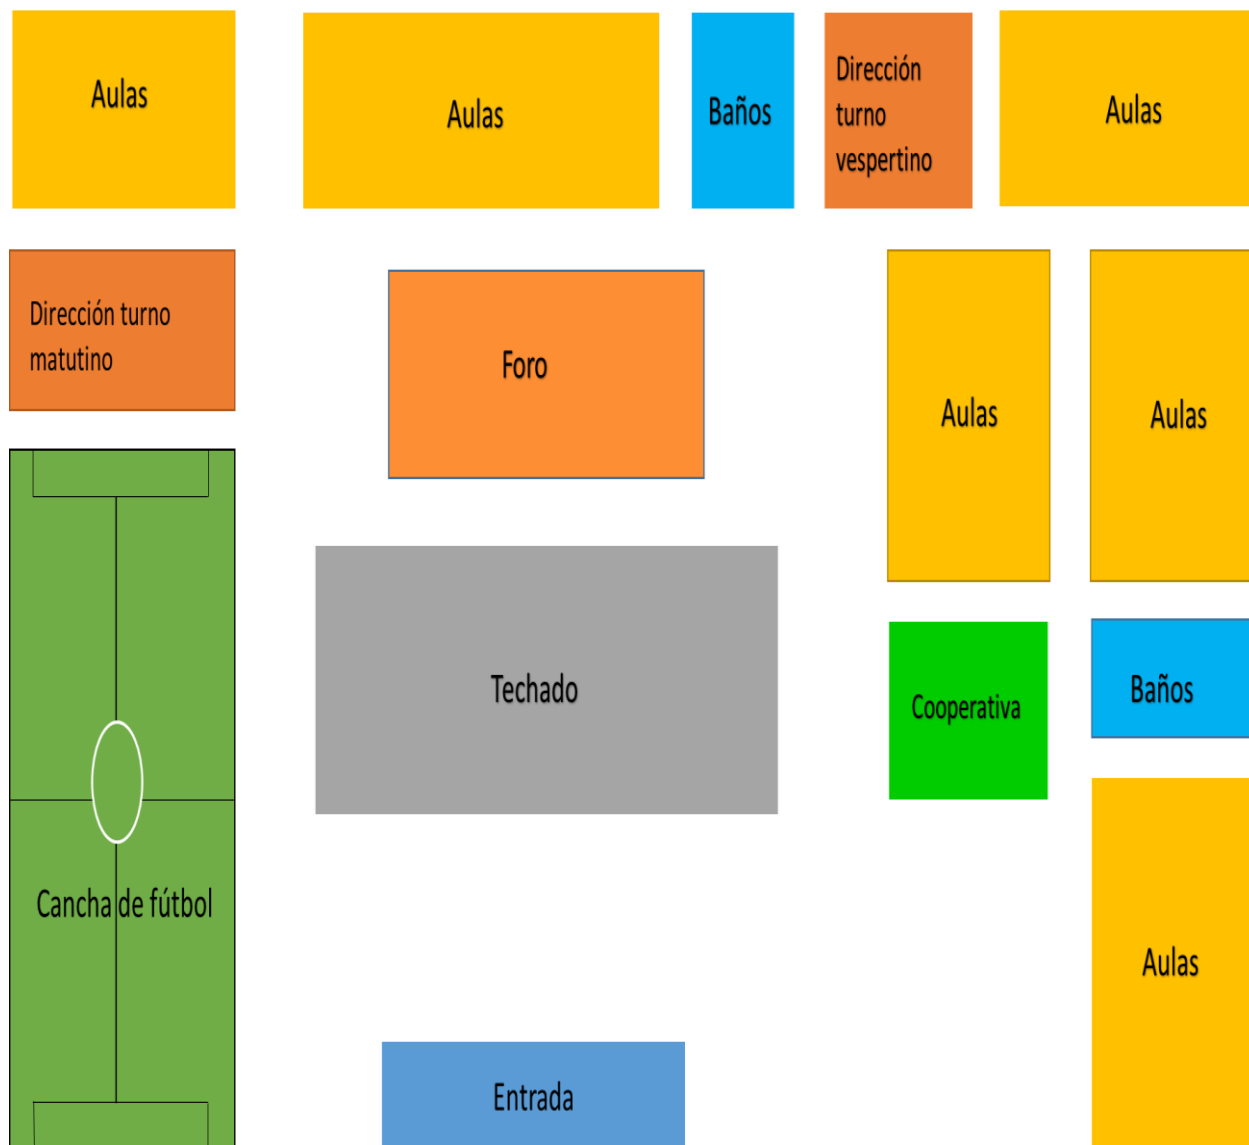 Aulas
Aulas
Baños
Dirección
turno
vespertino
Aulas
Dirección turno
matutino
Foro
Aulas
Aulas
Techado
Cooperativa
Baños
Cancha de fútbol
Aulas
Entrada